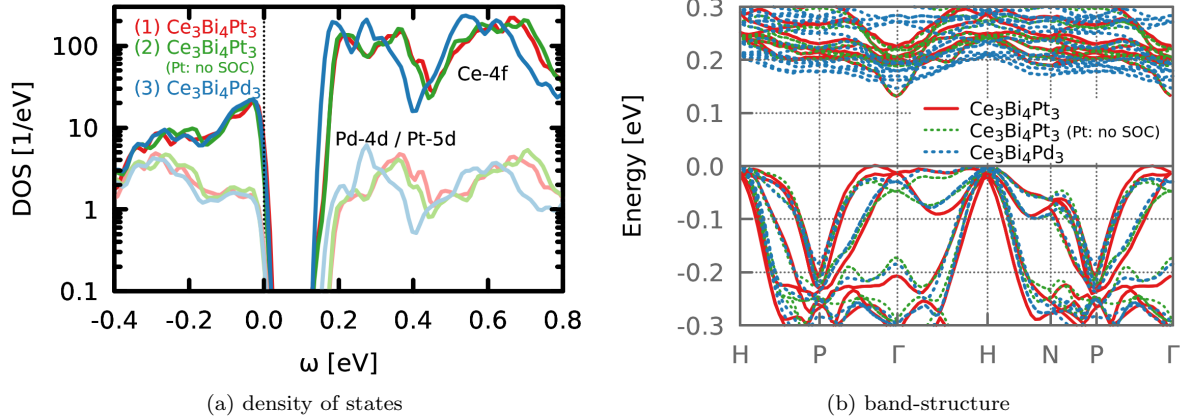 DOS [1/eV]
100
10
1
0.1
(1) Ce3Bi4Pt3
(2) Ce3Bi4Pt3
(Pt: no SOC)
(3) Ce3Bi4Pd3
Ce-4f
Pd-4d / Pt-5d
-0.4 -0.2 0.0 0.2 0.4 0.6 0.8
ω [eV]
(a) density of states
Energy [eV]
0.3
0.2
0.1
0.0
-0.1
-0.2
-0.3
Ce3Bi4Pt3
Ce3Bi4Pt3 (Pt: no SOC)
Ce3Bi4Pd3
H P Γ H N P Γ
(b) band-structure